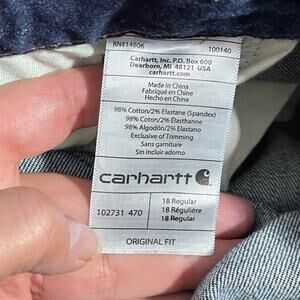 RN#14806 100140
Carhartt, Inc. P.O. Box 600
Dearborn, MI 48121 USA
carhartt.com
Made in China
Fabriqué en Chine
Hecho en China
98% Cotton/2% Elastane (Spandex)
98% Coton/2% Élasthanne
98% Algodón/2% Elastano
Exclusive of Trimming
Sans garniture
Sin incluir adorno
carhartt
102731 470
18 Regular
18 Régulière
18 Regular
ORIGINAL FIT